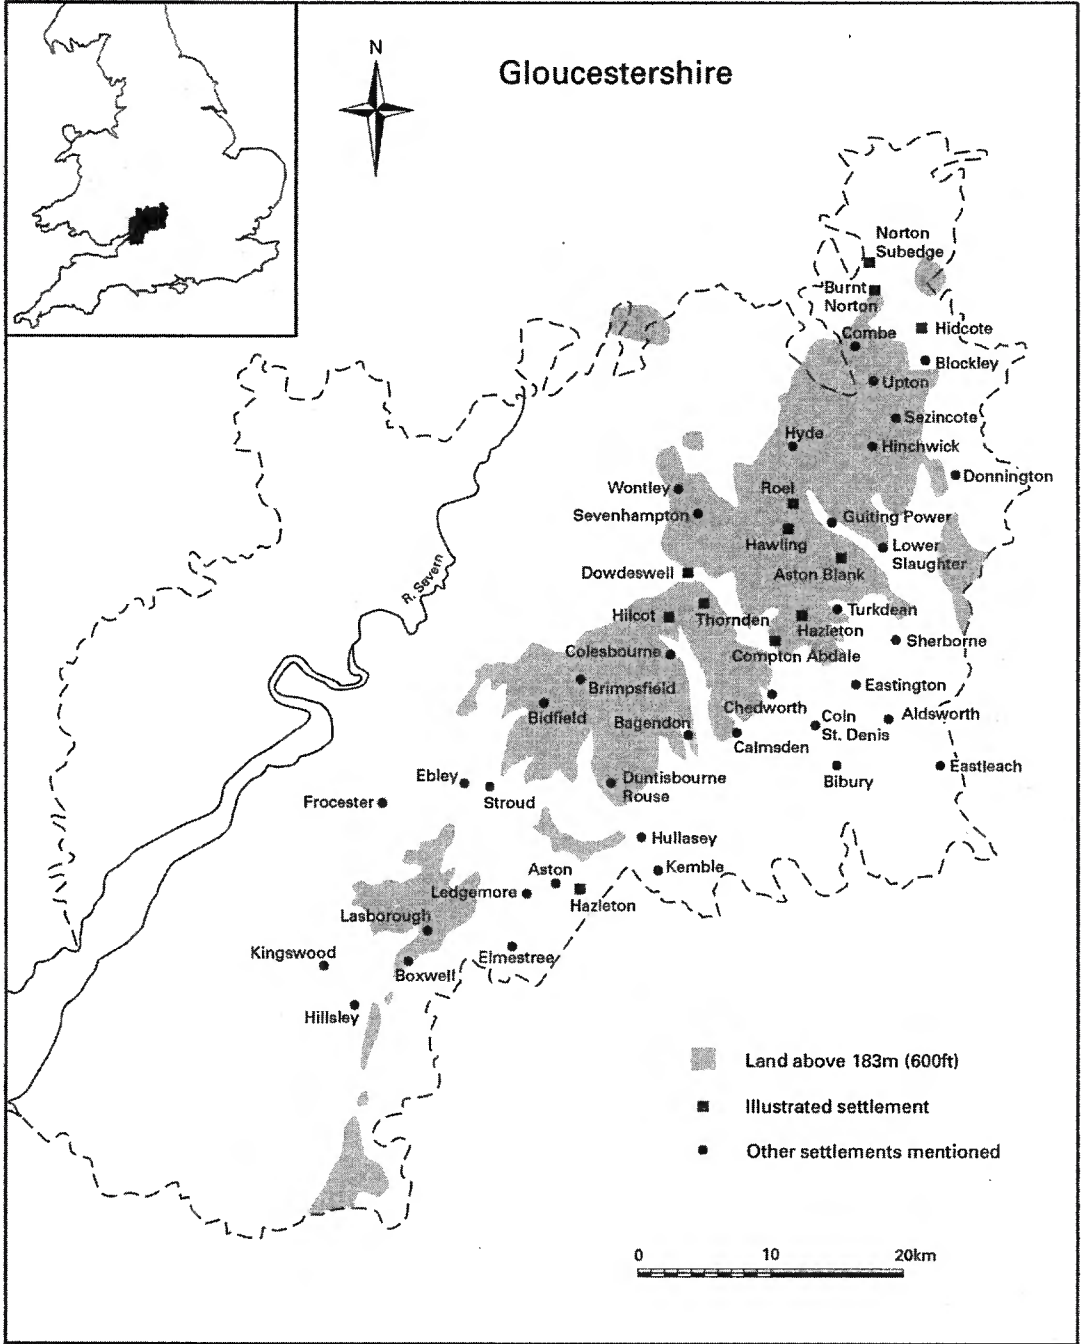 N
Gloucestershire
Norton
Subedge
Burnt
Norton
Combe
Hidcote
Blockley
Upton
Sezincote
Hyde
Hinchwick
Donnington
Wontley
Roel
Sevenhampton
Guiting Power
Hawling
Lower
Slaughter
R. Severn
Dowdeswell
Aston Blank
Hilcot
Thornden
Turkdean
Hazleton
Sherborne
Colesbourne
Compton Abdale
Brimpsfield
Eastington
Bidfield
Chedworth
Bagendon
Coln
St. Denis
Aldsworth
Calmsden
Ebley
Duntisbourne
Rouse
Bibury
Eastleach
Frocester
Stroud
Hullasey
Aston
Kemble
Ledgemore
Hazleton
Lasborough
Kingswood
Elmestree
Boxwell
Hillsley
Land above 183m (600ft)
Illustrated settlement
Other settlements mentioned
0 10 20km